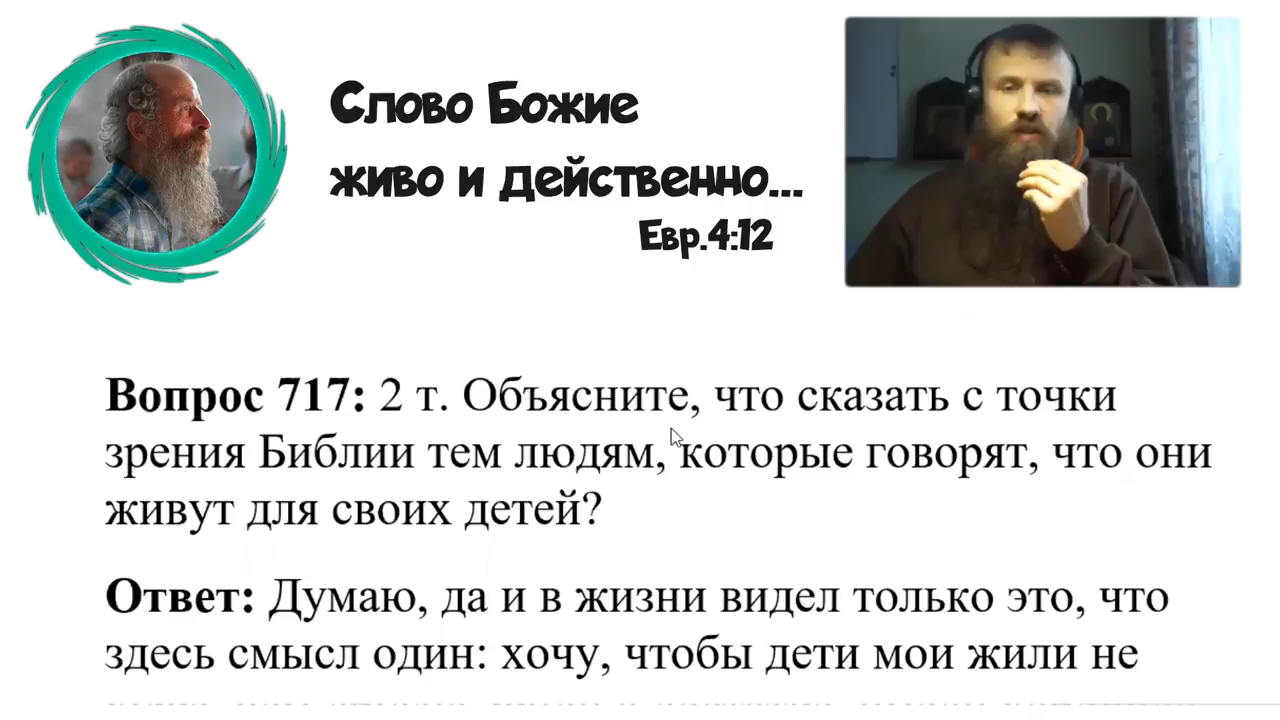 Слово Божие
живо и действенно...
Евр.4:12
Вопрос 717: 2 т. Объясните, что сказать с точки
зрения Библии тем людям, которые говорят, что они
живут для своих детей?
Ответ: Думаю, да и в жизни видел только это, что
здесь смысл один: хочу, чтобы дети мои жили не